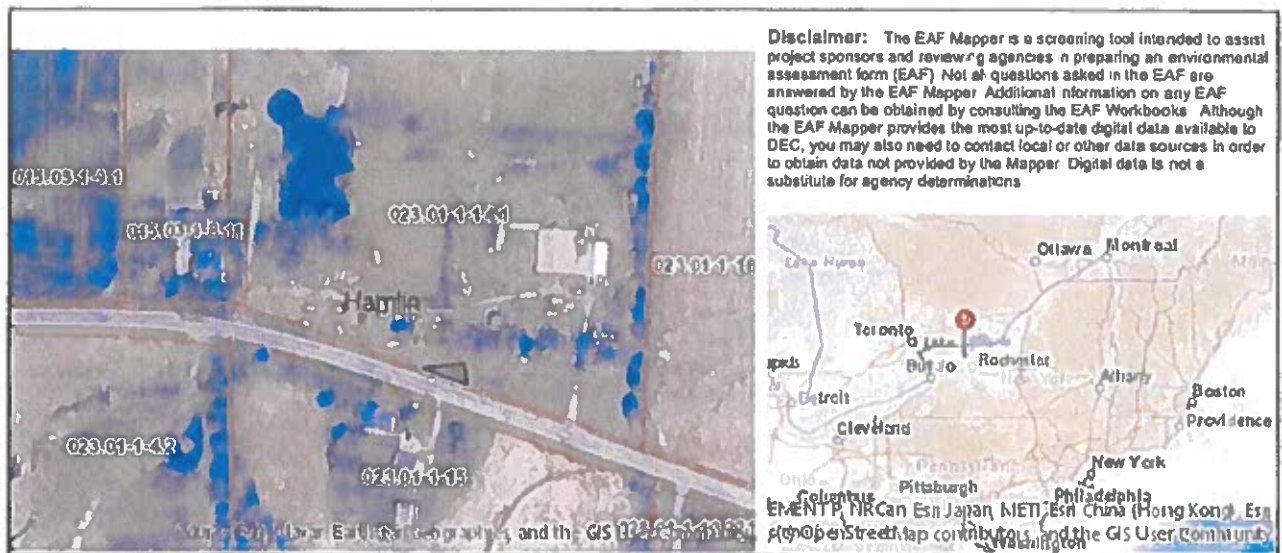 Disclaimer: The EAF Mapper is a screening tool intended to assist
project sponsors and reviewing agencies in preparing an environmental
assessment form (EAF). Not all questions asked in the EAF are
answered by the EAF Mapper. Additional information on any EAF
question can be obtained by consulting the EAF Workbooks. Although
the EAF Mapper provides the most up-to-date digital data available to
DEC, you may also need to contact local or other data sources in order
to obtain data not provided by the Mapper. Digital data is not a
substitute for agency determinations.
023.01-1-14.1
Hamlin
023.01-1-4.2
023.01-1-15
and the GIS
Ottawa
Montreal
Lake Huron
Toronto
Rochester
Detroit
Albany
Boston
Providence
Cleveland
New York
Pennsylvania
Pittsburgh
Philadelphia
Columbus
NRCan, Esri Japan, METI, Esri China (Hong Kong), Esri
OpenStreetMap contributors, and the GIS User Community
Washington